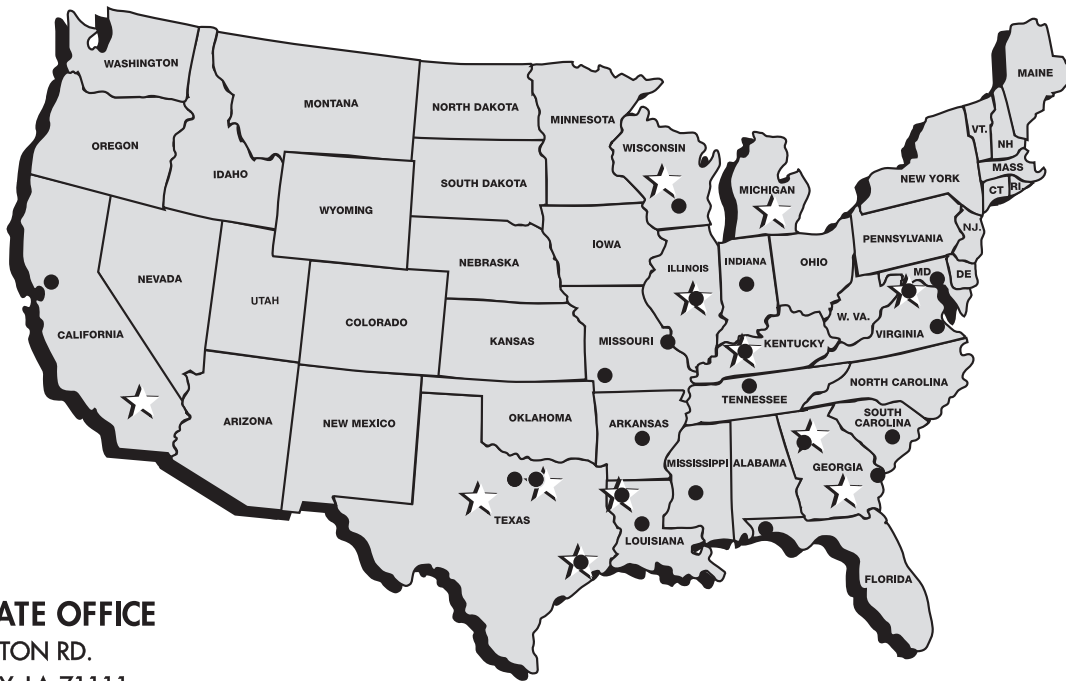 WASHINGTON
MONTANA
NORTH DAKOTA
MINNESOTA
MAINE
OREGON
IDAHO
WYOMING
SOUTH DAKOTA
WISCONSIN
MICHIGAN
NEW YORK
VT.
NH
MASS
CT
RI.
NEVADA
UTAH
COLORADO
NEBRASKA
IOWA
ILLINOIS
INDIANA
OHIO
PENNSYLVANIA
NJ.
MD
DE
CALIFORNIA
KANSAS
MISSOURI
KENTUCKY
W. VA.
VIRGINIA
ARIZONA
NEW MEXICO
OKLAHOMA
ARKANSAS
TENNESSEE
NORTH CAROLINA
SOUTH
CAROLINA
TEXAS
LOUISIANA
MISSISSIPPI
ALABAMA
GEORGIA
FLORIDA
ATE OFFICE
TON RD.